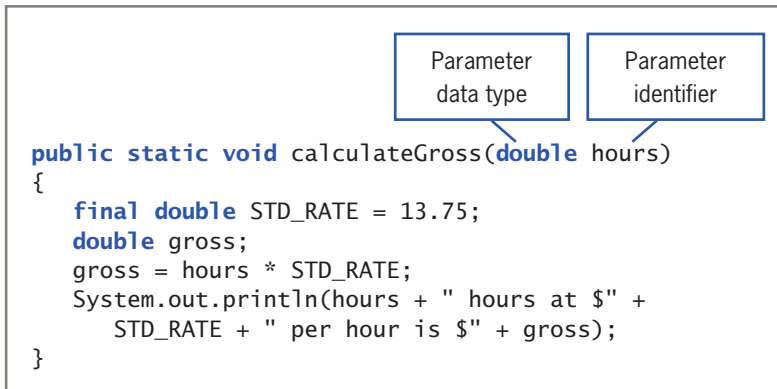 Parameter
data type
Parameter
identifier
public static void calculateGross(double hours)
{
   final double STD_RATE = 13.75;
   double gross;
   gross = hours * STD_RATE;
   System.out.println(hours + " hours at $" +
      STD_RATE + " per hour is $" + gross);
}